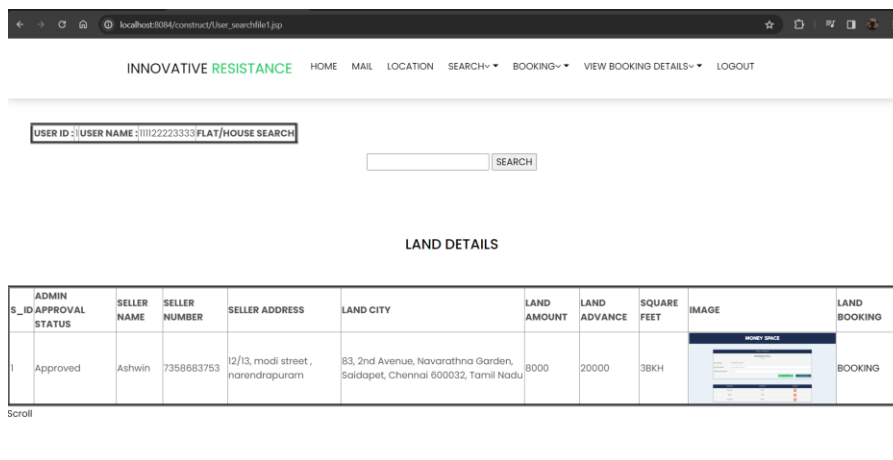 localhost:8084/construct/User_searchfile1.jsp
INNOVATIVE RESISTANCE HOME MAIL LOCATION SEARCH BOOKING VIEW BOOKING DETAILS LOGOUT
USER ID : 1 USER NAME : 111122223333 FLAT/HOUSE SEARCH
SEARCH
LAND DETAILS
S_ID ADMIN APPROVAL STATUS SELLER NAME SELLER NUMBER SELLER ADDRESS LAND CITY LAND AMOUNT LAND ADVANCE SQUARE FEET IMAGE LAND BOOKING
MONEY SPACE
1 Approved Ashwin 7358683753 12/13, modi street , narendrapuram 83, 2nd Avenue, Navarathna Garden, Saidapet, Chennai 600032, Tamil Nadu 8000 20000 3BKH BOOKING
Scroll